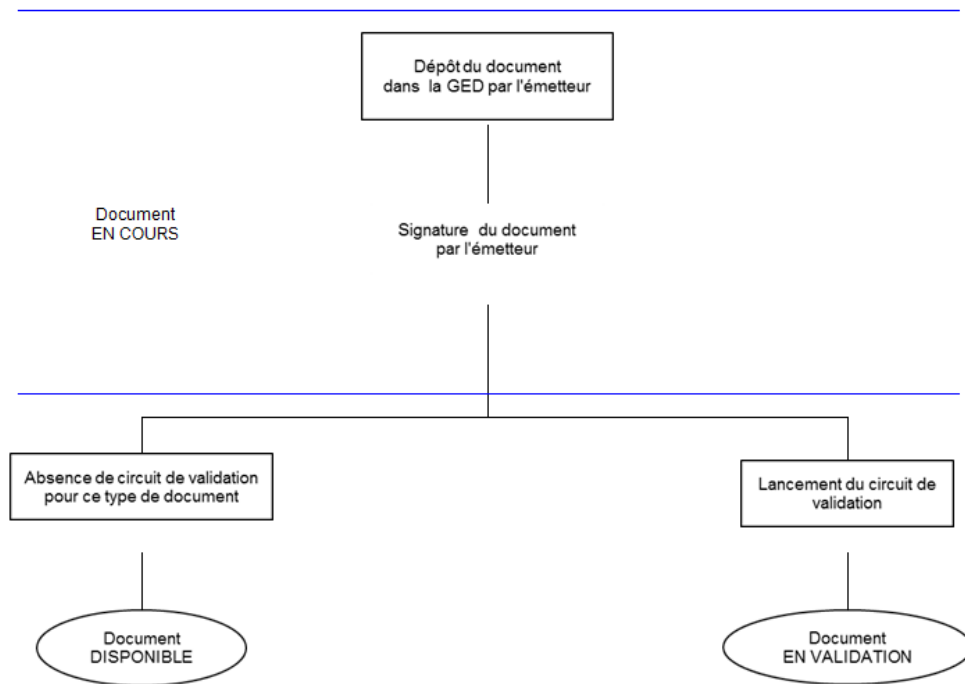 Dépôt du document
dans la GED par l'émetteur
Document
EN COURS
Signature du document
par l'émetteur
Absence de circuit de validation
pour ce type de document
Lancement du circuit de
validation
Document
DISPONIBLE
Document
EN VALIDATION